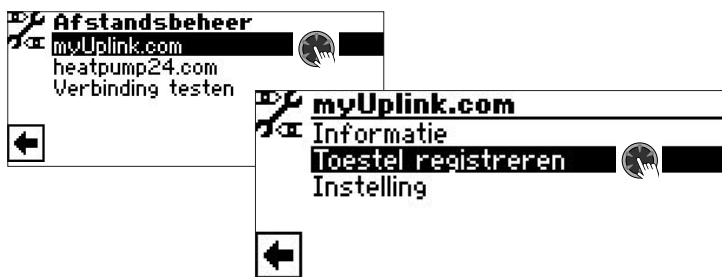 Afstandsbeheer
myUplink.com
heatpump24.com
Verbinding testen
myUplink.com
Informatie
Toestel registreren
Instelling